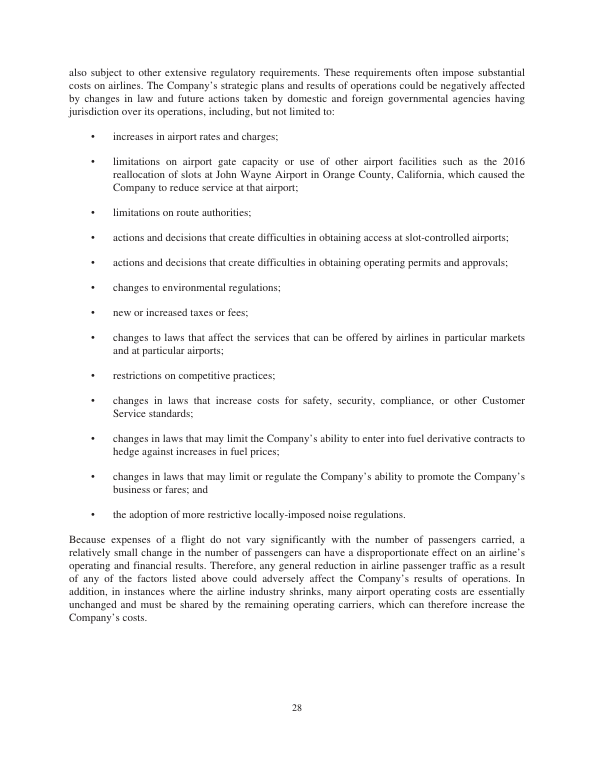 also subject to other extensive regulatory requirements. These requirements often impose substantial
costs on airlines. The Company’s strategic plans and results of operations could be negatively affected
by changes in law and future actions taken by domestic and foreign governmental agencies having
jurisdiction over its operations, including, but not limited to:
• increases in airport rates and charges;
• limitations on airport gate capacity or use of other airport facilities such as the 2016
reallocation of slots at John Wayne Airport in Orange County, California, which caused the
Company to reduce service at that airport;
• limitations on route authorities;
• actions and decisions that create difficulties in obtaining access at slot-controlled airports;
• actions and decisions that create difficulties in obtaining operating permits and approvals;
• changes to environmental regulations;
• new or increased taxes or fees;
• changes to laws that affect the services that can be offered by airlines in particular markets
and at particular airports;
• restrictions on competitive practices;
• changes in laws that increase costs for safety, security, compliance, or other Customer
Service standards;
• changes in laws that may limit the Company’s ability to enter into fuel derivative contracts to
hedge against increases in fuel prices;
• changes in laws that may limit or regulate the Company’s ability to promote the Company’s
business or fares; and
• the adoption of more restrictive locally-imposed noise regulations.
Because expenses of a flight do not vary significantly with the number of passengers carried, a
relatively small change in the number of passengers can have a disproportionate effect on an airline’s
operating and financial results. Therefore, any general reduction in airline passenger traffic as a result
of any of the factors listed above could adversely affect the Company’s results of operations. In
addition, in instances where the airline industry shrinks, many airport operating costs are essentially
unchanged and must be shared by the remaining operating carriers, which can therefore increase the
Company’s costs.
28